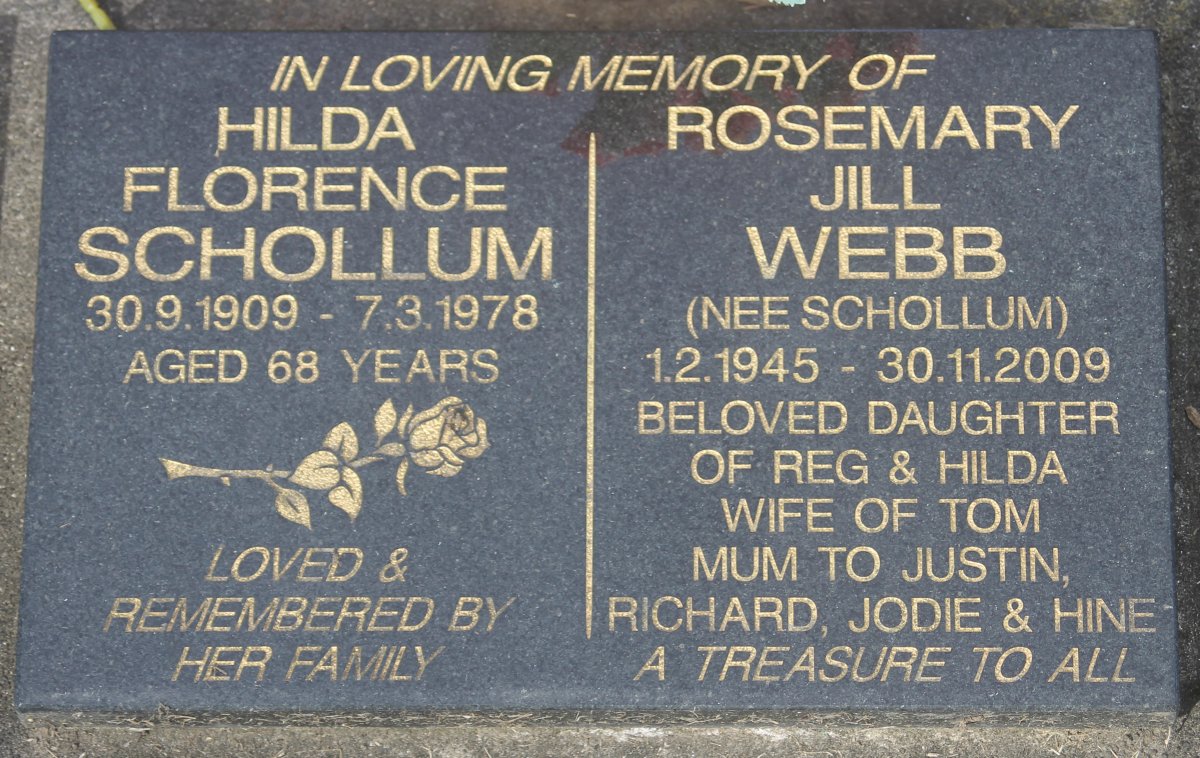 IN LOVING MEMORY OF
HILDA
FLORENCE
SCHOLLUM
30.9.1909 - 7.3.1978
AGED 68 YEARS
LOVED &
REMEMBERED BY
HER FAMILY
ROSEMARY
JILL
WEBB
(NEE SCHOLLUM)
1.2.1945 - 30.11.2009
BELOVED DAUGHTER
OF REG & HILDA
WIFE OF TOM
MUM TO JUSTIN,
RICHARD, JODIE & HINE
A TREASURE TO ALL